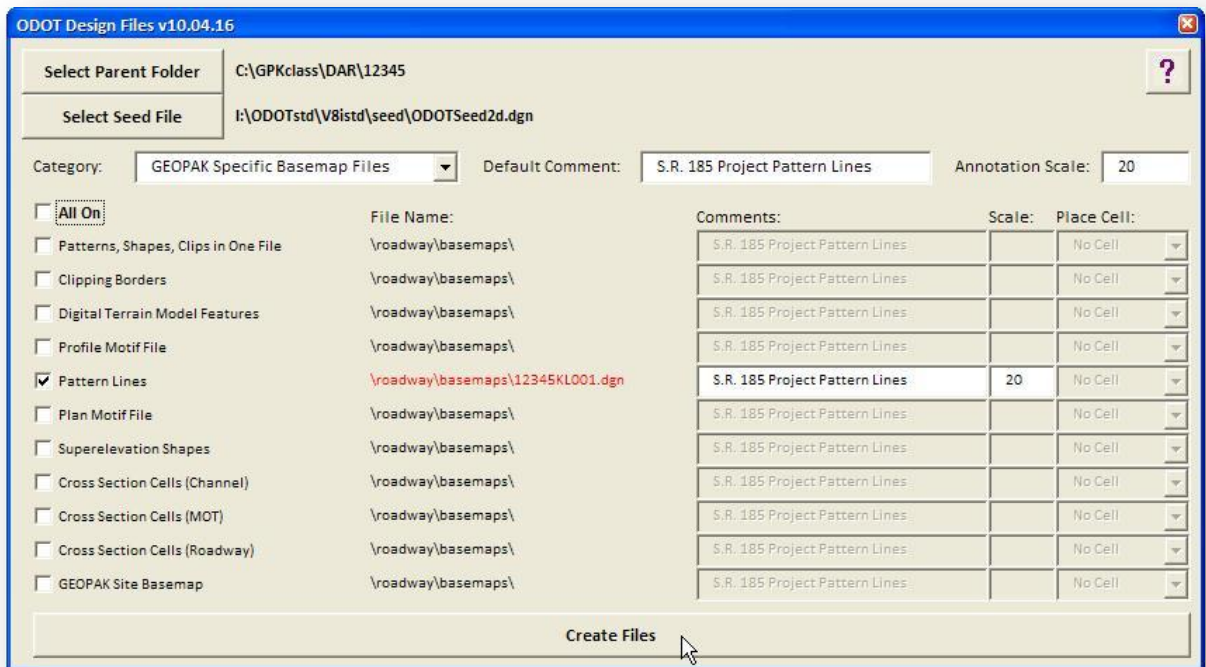 ODOT Design Files v10.04.16
Select Parent Folder C:\GPKclass\DAR\12345
?
Select Seed File I:\ODOTstd\V8istd\seed\ODOTSeed2d.dgn
Category: GEOPAK Specific Basemap Files Default Comment: S.R. 185 Project Pattern Lines Annotation Scale: 20
All On File Name: Comments: Scale: Place Cell:
Patterns, Shapes, Clips in One File \roadway\basemaps\ S.R. 185 Project Pattern Lines No Cell
Clipping Borders \roadway\basemaps\ S.R. 185 Project Pattern Lines No Cell
Digital Terrain Model Features \roadway\basemaps\ S.R. 185 Project Pattern Lines No Cell
Profile Motif File \roadway\basemaps\ S.R. 185 Project Pattern Lines No Cell
Pattern Lines \roadway\basemaps\12345KL001.dgn S.R. 185 Project Pattern Lines 20 No Cell
Plan Motif File \roadway\basemaps\ S.R. 185 Project Pattern Lines No Cell
Superelevation Shapes \roadway\basemaps\ S.R. 185 Project Pattern Lines No Cell
Cross Section Cells (Channel) \roadway\basemaps\ S.R. 185 Project Pattern Lines No Cell
Cross Section Cells (MOT) \roadway\basemaps\ S.R. 185 Project Pattern Lines No Cell
Cross Section Cells (Roadway) \roadway\basemaps\ S.R. 185 Project Pattern Lines No Cell
GEOPAK Site Basemap \roadway\basemaps\ S.R. 185 Project Pattern Lines No Cell
Create Files